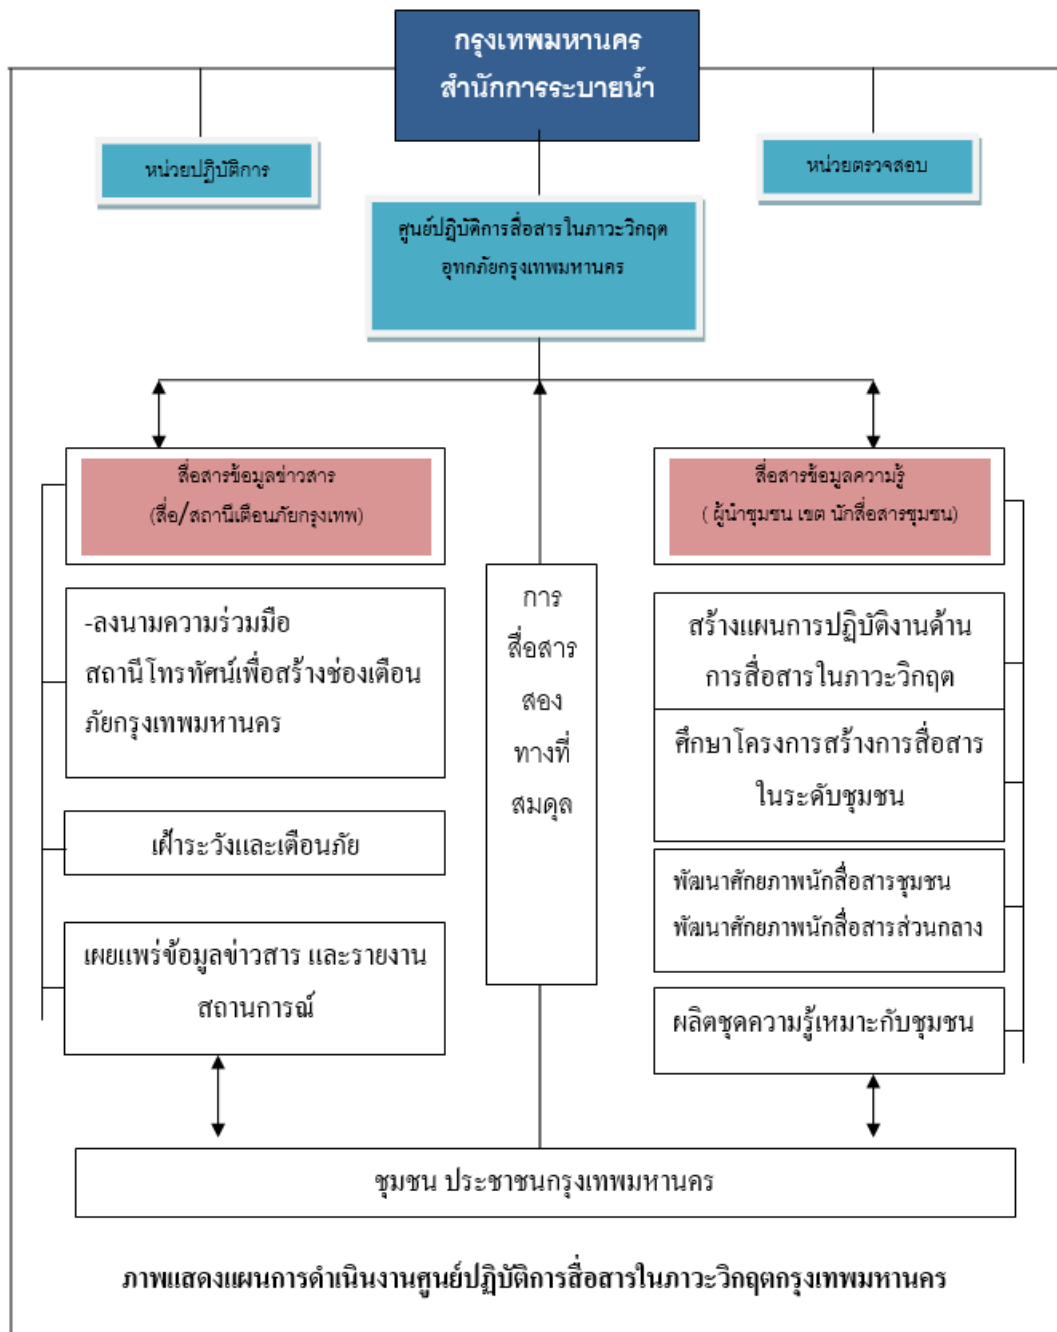 กรุงเทพมหานคร
สำนักการระบายน้ำ
หน่วยปฏิบัติการ
หน่วยตรวจสอบ
ศูนย์ปฏิบัติการสื่อสารในภาวะวิกฤต
อุทกภัยกรุงเทพมหานคร
สื่อสารข้อมูลข่าวสาร
(สื่อ/สถานีเตือนภัยกรุงเทพ)
-ลงนามความร่วมมือ
สถานีโทรทัศน์เพื่อสร้างช่องเตือน
ภัยกรุงเทพมหานคร
เฝ้าระวังและเตือนภัย
เผยแพร่ข้อมูลข่าวสาร และรายงาน
สถานการณ์
การ
สื่อสาร
สอง
ทางที่
สมดุล
สื่อสารข้อมูลความรู้
( ผู้นำชุมชน เขต นักสื่อสารชุมชน)
สร้างแผนการปฏิบัติงานด้าน
การสื่อสารในภาวะวิกฤต
ศึกษาโครงการสร้างการสื่อสาร
ในระดับชุมชน
พัฒนาศักยภาพนักสื่อสารชุมชน
พัฒนาศักยภาพนักสื่อสารส่วนกลาง
ผลิตชุดความรู้เหมาะกับชุมชน
ชุมชน ประชาชนกรุงเทพมหานคร
ภาพแสดงแผนการดำเนินงานศูนย์ปฏิบัติการสื่อสารในภาวะวิกฤตกรุงเทพมหานคร